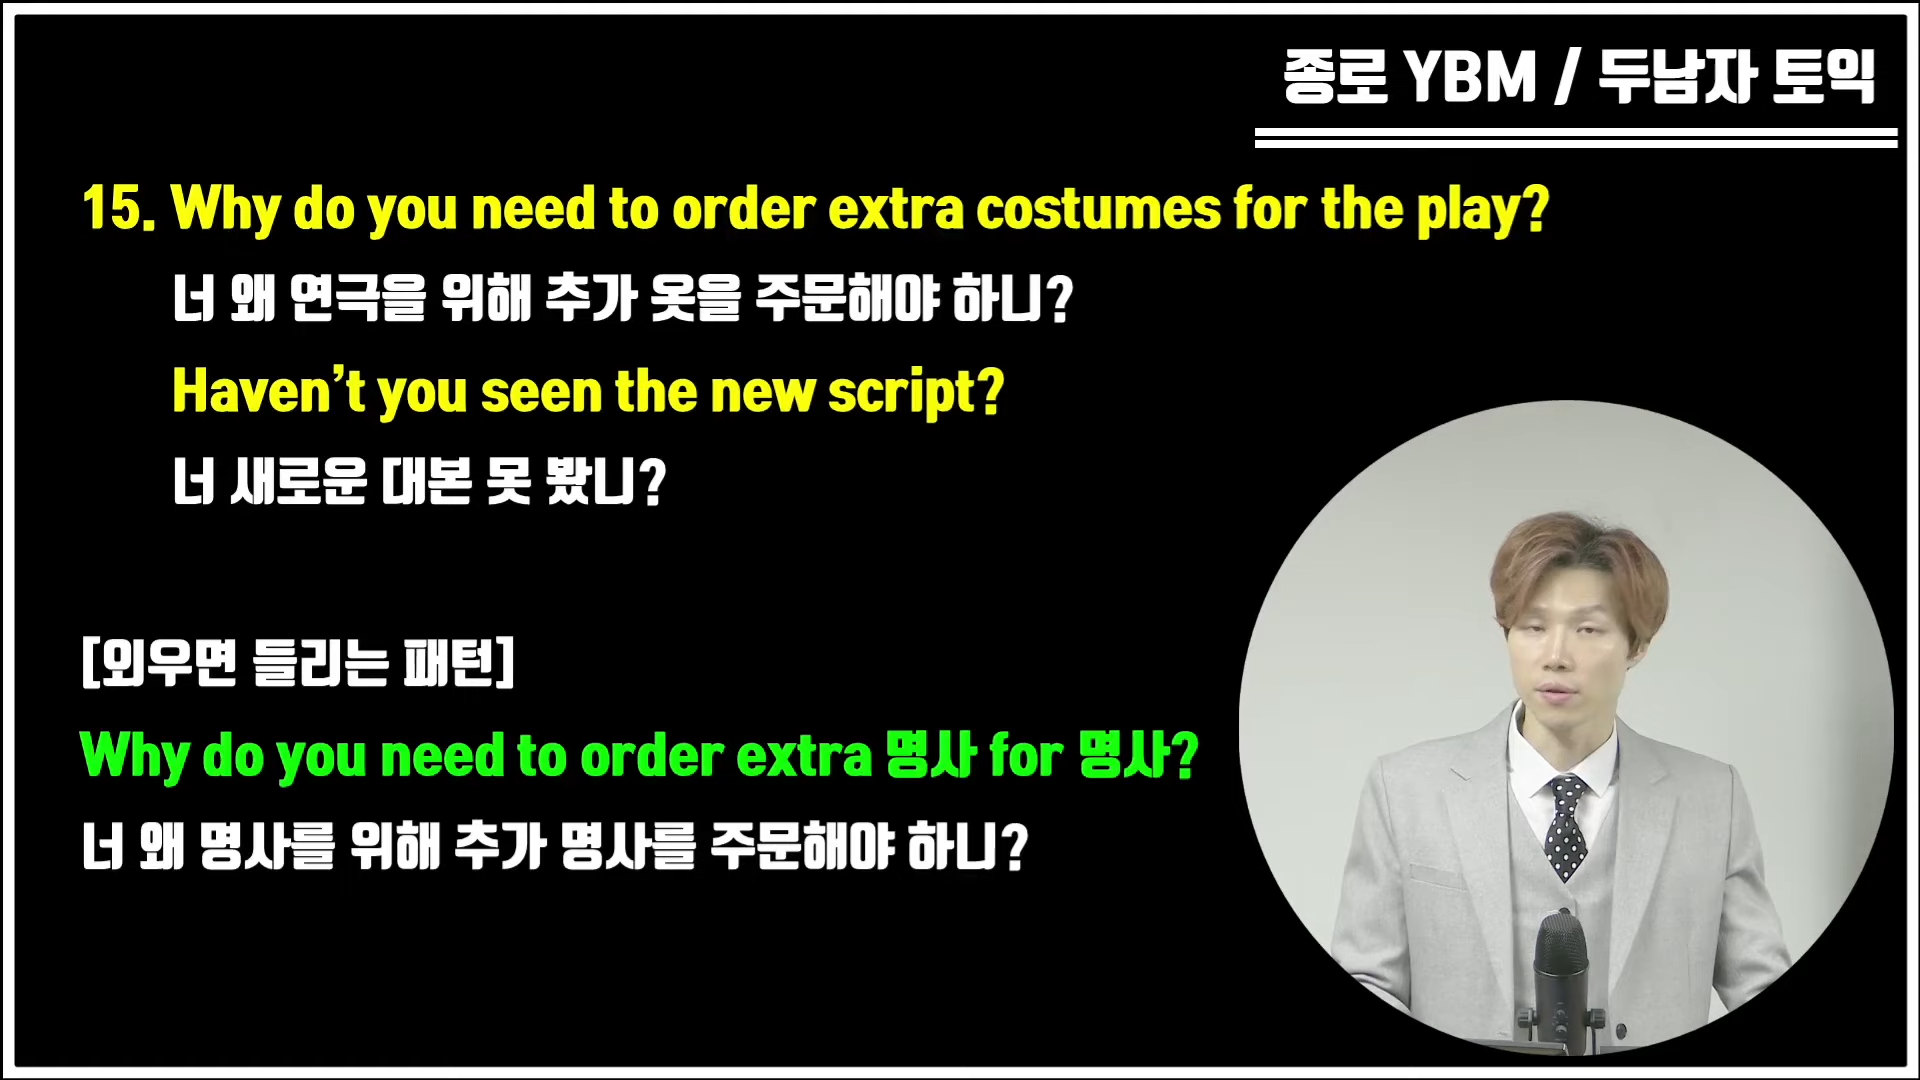 종로 YBM / 두남자 토익
15. Why do you need to order extra costumes for the play?
너 왜 연극을 위해 추가 옷을 주문해야 하니?
Haven’t you seen the new script?
너 새로운 대본 못 봤니?
[외우면 들리는 패턴]
Why do you need to order extra 명사 for 명사?
너 왜 명사를 위해 추가 명사를 주문해야 하니?